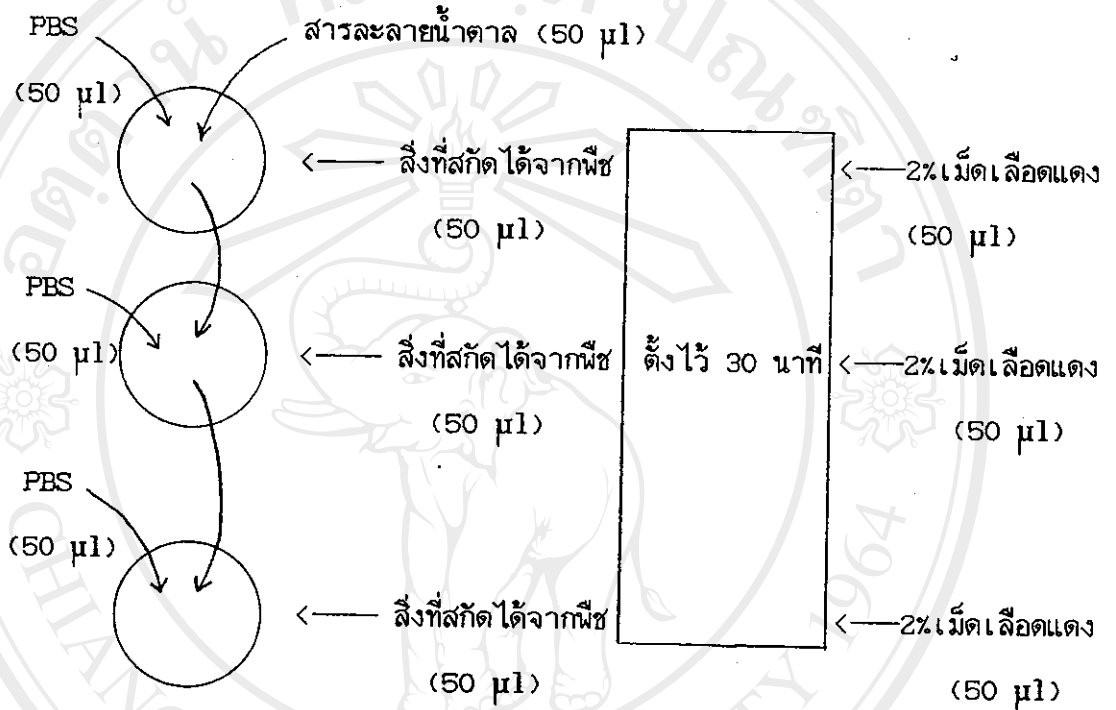 PBS สารละลายน้ำตาล (50 µl)
(50 µl)
<—— สิ่งที่สกัดได้จากพืช <——2%เม็ดเลือดแดง
(50 µl) (50 µl)
PBS
(50 µl) <—— สิ่งที่สกัดได้จากพืช ตั้งไว้ 30 นาที <——2%เม็ดเลือดแดง
(50 µl) (50 µl)
PBS
(50 µl)
<—— สิ่งที่สกัดได้จากพืช <——2%เม็ดเลือดแดง
(50 µl) (50 µl)